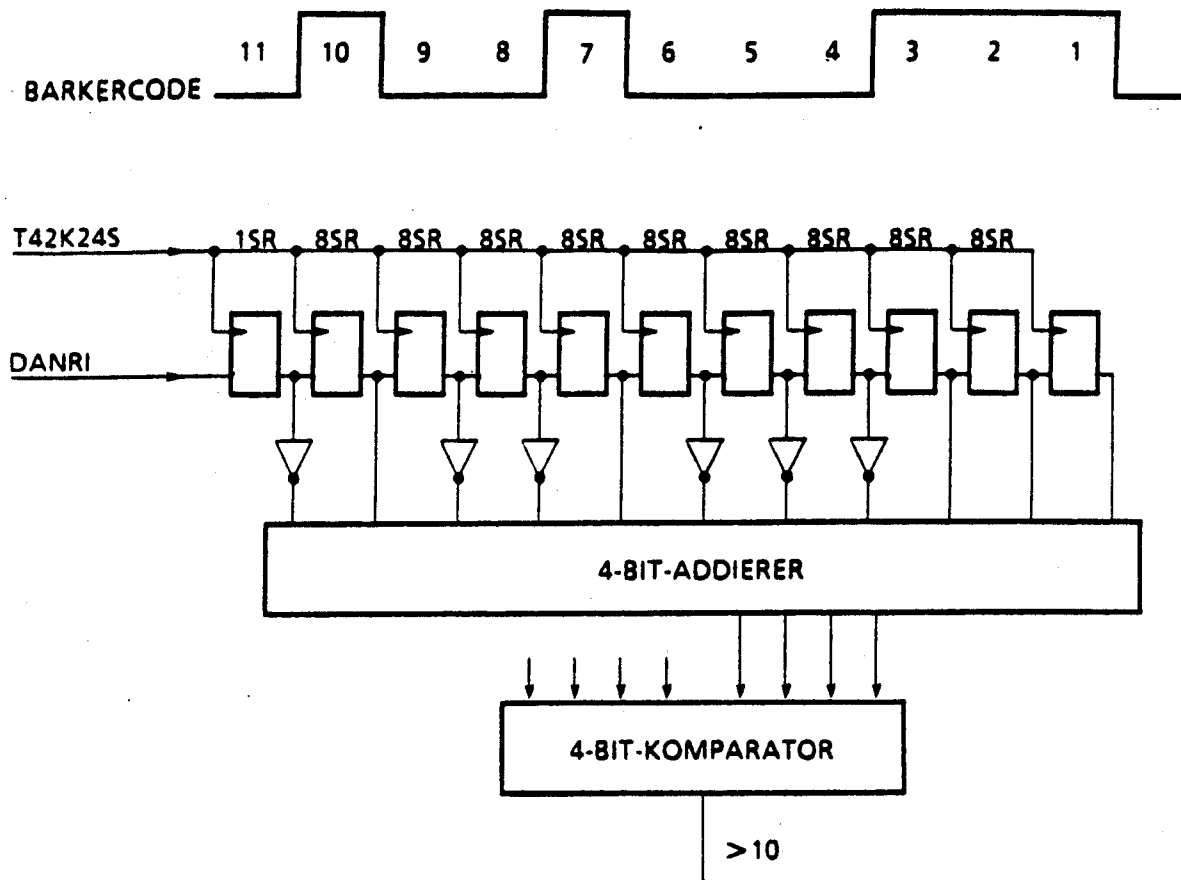 11 10 9 8 7 6 5 4 3 2 1
BARKERCODE
T42K24S 1SR 8SR 8SR 8SR 8SR 8SR 8SR 8SR 8SR 8SR
DANRI
4-BIT-ADDIERER
4-BIT-KOMPARATOR
>10